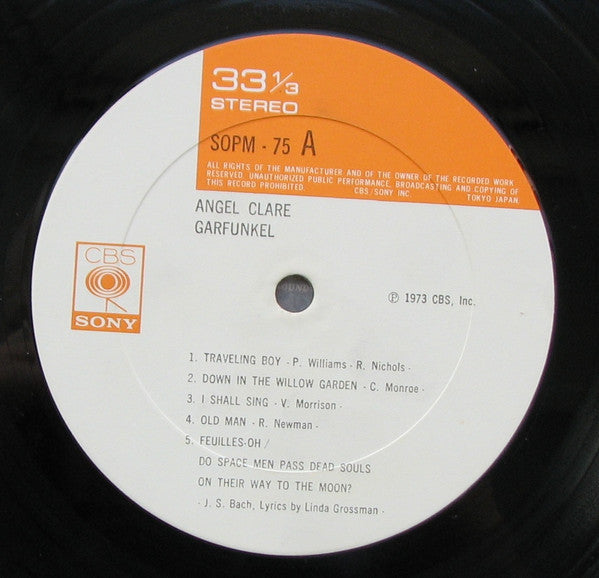 33 1/3
STEREO
SOPM - 75 A
ALL RIGHTS OF THE MANUFACTURER AND OF THE OWNER OF THE RECORDED WORK
RESERVED. UNAUTHORIZED PUBLIC PERFORMANCE, BROADCASTING AND COPYING OF
THIS RECORD PROHIBITED. CBS/SONY INC. TOKYO JAPAN
ANGEL CLARE
GARFUNKEL
CBS
SONY
℗ 1973 CBS, Inc.
1. TRAVELING BOY - P. Williams - R. Nichols -
2. DOWN IN THE WILLOW GARDEN - C. Monroe -
3. I SHALL SING - V. Morrison -
4. OLD MAN - R. Newman -
5. FEUILLES-OH /
DO SPACE MEN PASS DEAD SOULS
ON THEIR WAY TO THE MOON?
- J. S. Bach, Lyrics by Linda Grossman -